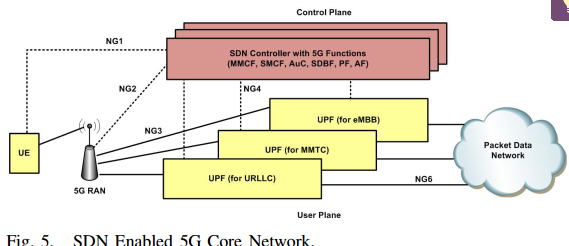 Control Plane
NG1
SDN Controller with 5G Functions
(MMCF, SMCF, AuC, SDBF, PF, AF)
NG2
NG4
NG3
UPF (for eMBB)
UE
UPF (for MMTC)
Packet Data
Network
5G RAN
UPF (for URLLC)
NG6
User Plane
Fig. 5. SDN Enabled 5G Core Network.